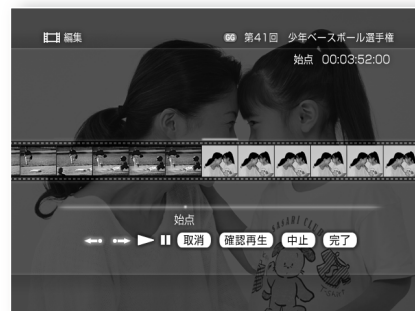 編集
GG 第41回 少年ベースボール選手権
始点 00:03:52:00
始点
取消 確認再生 中止 完了